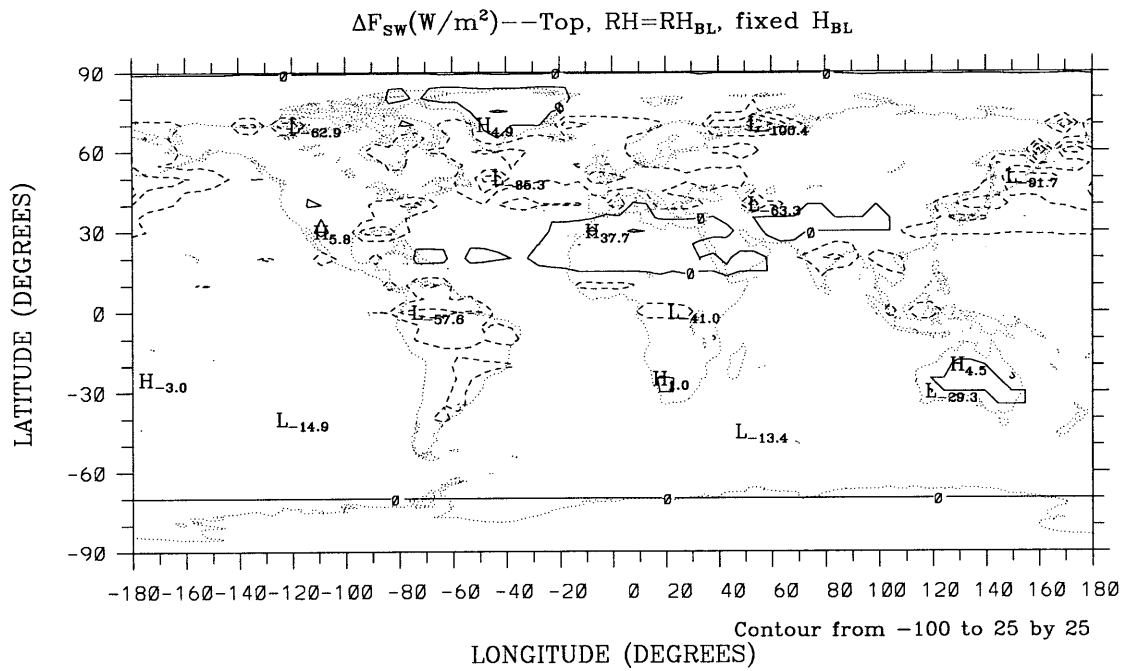 ΔF_SW(W/m²)--Top, RH=RH_BL, fixed H_BL
LATITUDE (DEGREES)
90
60
30
0
-30
-60
-90
0 0 0
L-62.9
H4.9
0
L-100.4
L-85.3
L-91.7
L-63.3
H5.8
H37.7
0
0
0
L-57.6
L-41.0
H-3.0
H1.0
H4.5
L-29.3
L-14.9
L-13.4
0 0 0
-180 -160 -140 -120 -100 -80 -60 -40 -20 0 20 40 60 80 100 120 140 160 180
Contour from -100 to 25 by 25
LONGITUDE (DEGREES)